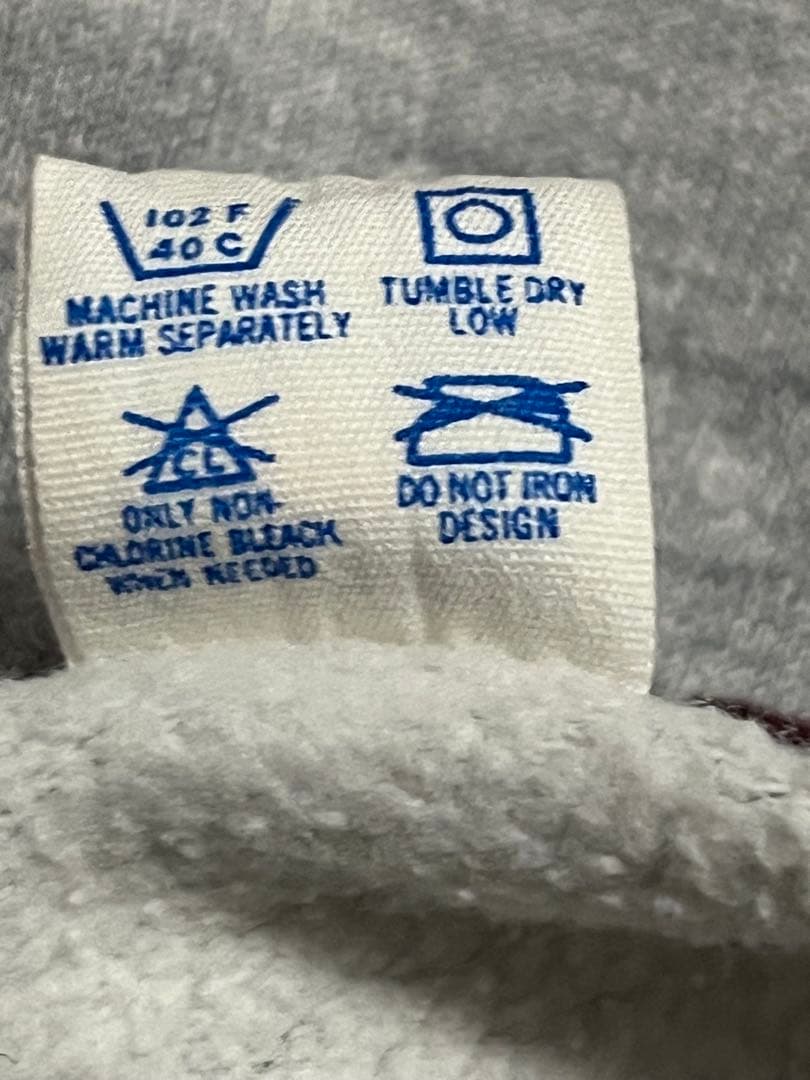 102 F
40 C
MACHINE WASH
WARM SEPARATELY
TUMBLE DRY
LOW
CL
ONLY NON-
CHLORINE BLEACH
WHEN NEEDED
DO NOT IRON
DESIGN